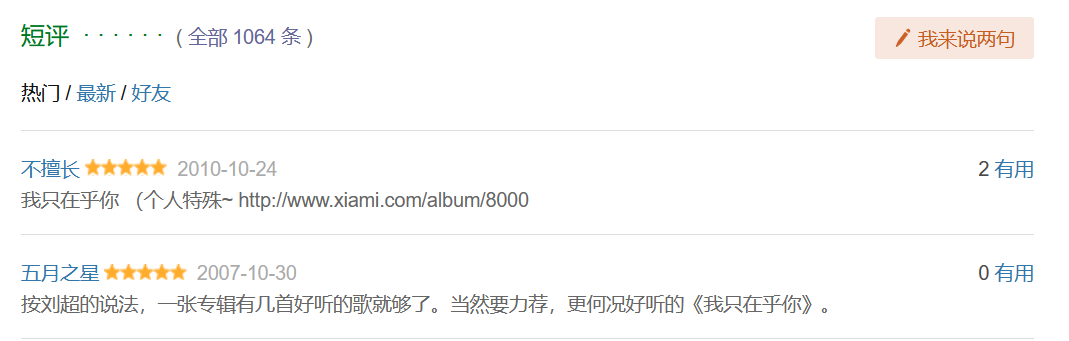 短评 · · · · · · ( 全部 1064 条 )
我来说两句
热门 / 最新 / 好友
不擅长 2010-10-24 2 有用
我只在乎你 （个人特殊~ http://www.xiami.com/album/8000
五月之星 2007-10-30 0 有用
按刘超的说法，一张专辑有几首好听的歌就够了。当然要力荐，更何况好听的《我只在乎你》。